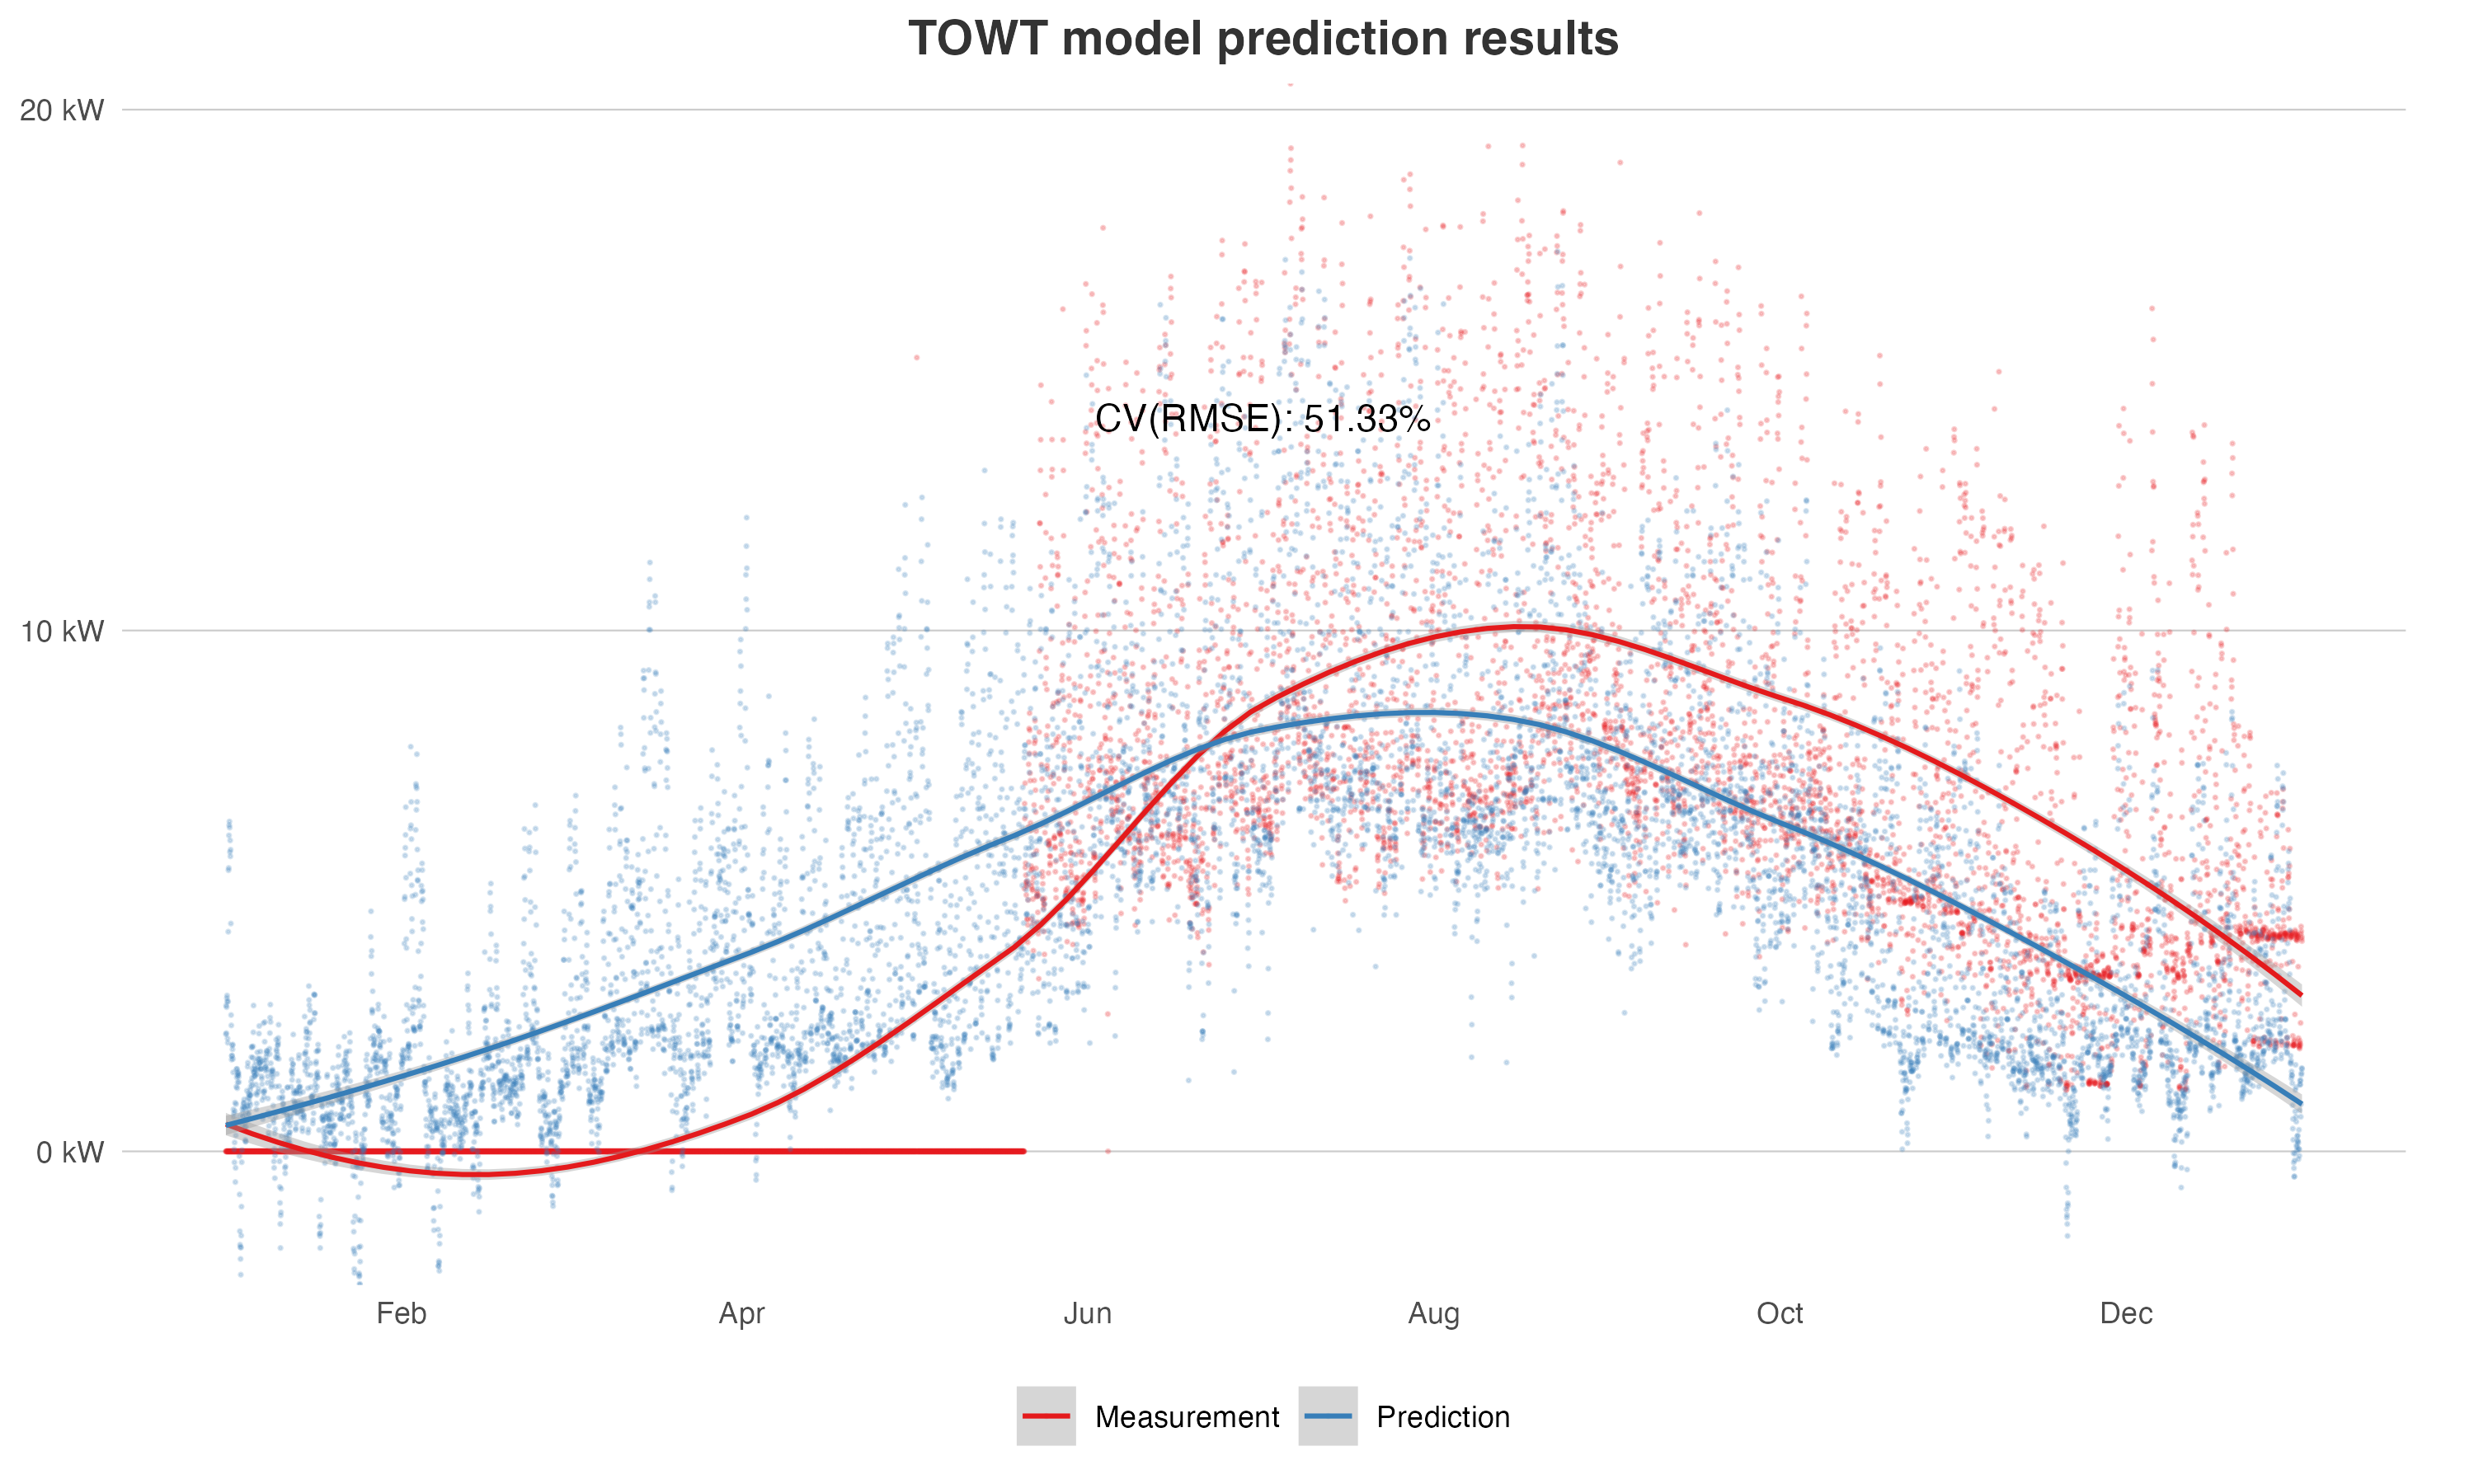 TOWT model prediction results
20 kW
10 kW
0 kW
CV(RMSE): 51.33%
Feb Apr Jun Aug Oct Dec
Measurement Prediction